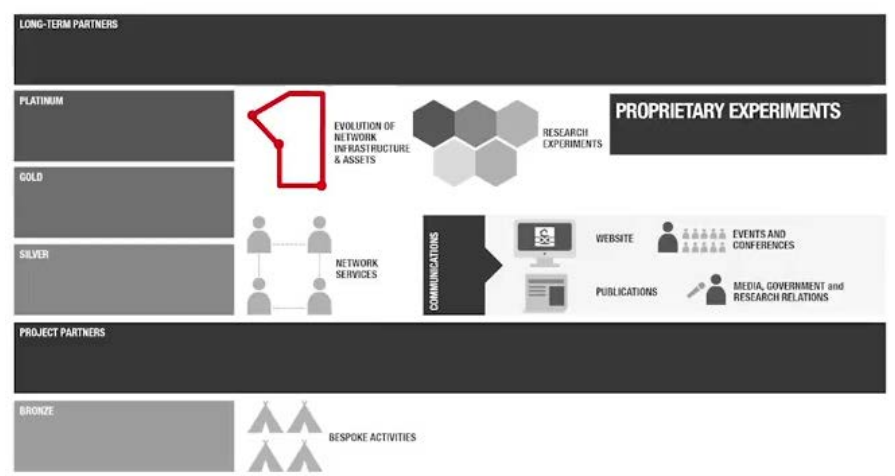 LONG-TERM PARTNERS
PLATINUM
EVOLUTION OF
NETWORK
INFRASTRUCTURE
& ASSETS
RESEARCH
EXPERIMENTS
PROPRIETARY EXPERIMENTS
GOLD
SILVER
NETWORK
SERVICES
COMMUNICATIONS
WEBSITE
EVENTS AND
CONFERENCES
PUBLICATIONS
MEDIA, GOVERNMENT and
RESEARCH RELATIONS
PROJECT PARTNERS
BRONZE
BESPOKE ACTIVITIES